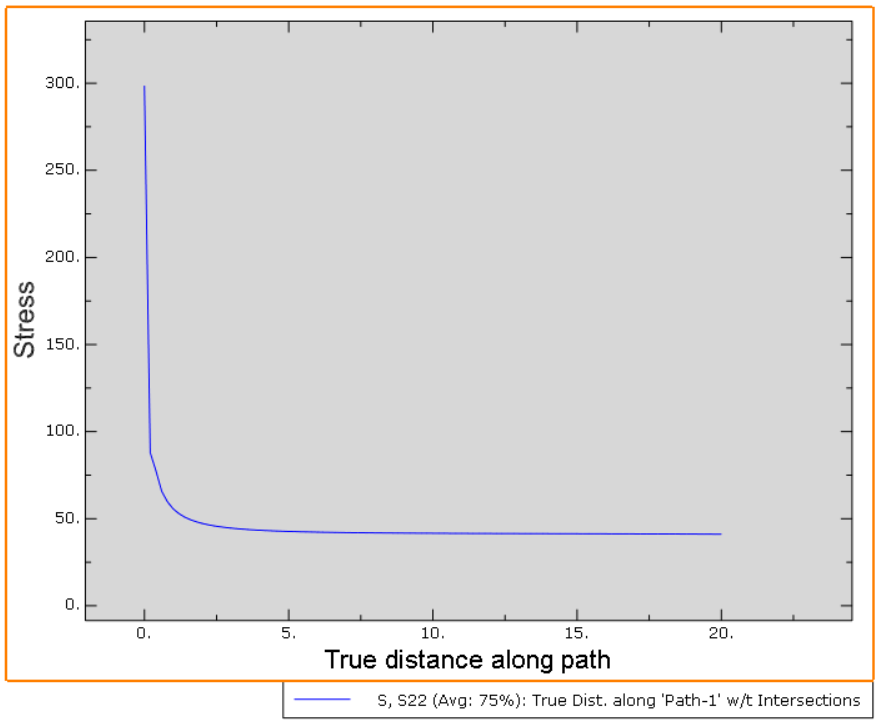 300.
250.
200.
150.
100.
50.
0.
Stress
0. 5. 10. 15. 20.
True distance along path
S, S22 (Avg: 75%): True Dist. along 'Path-1' w/t Intersections